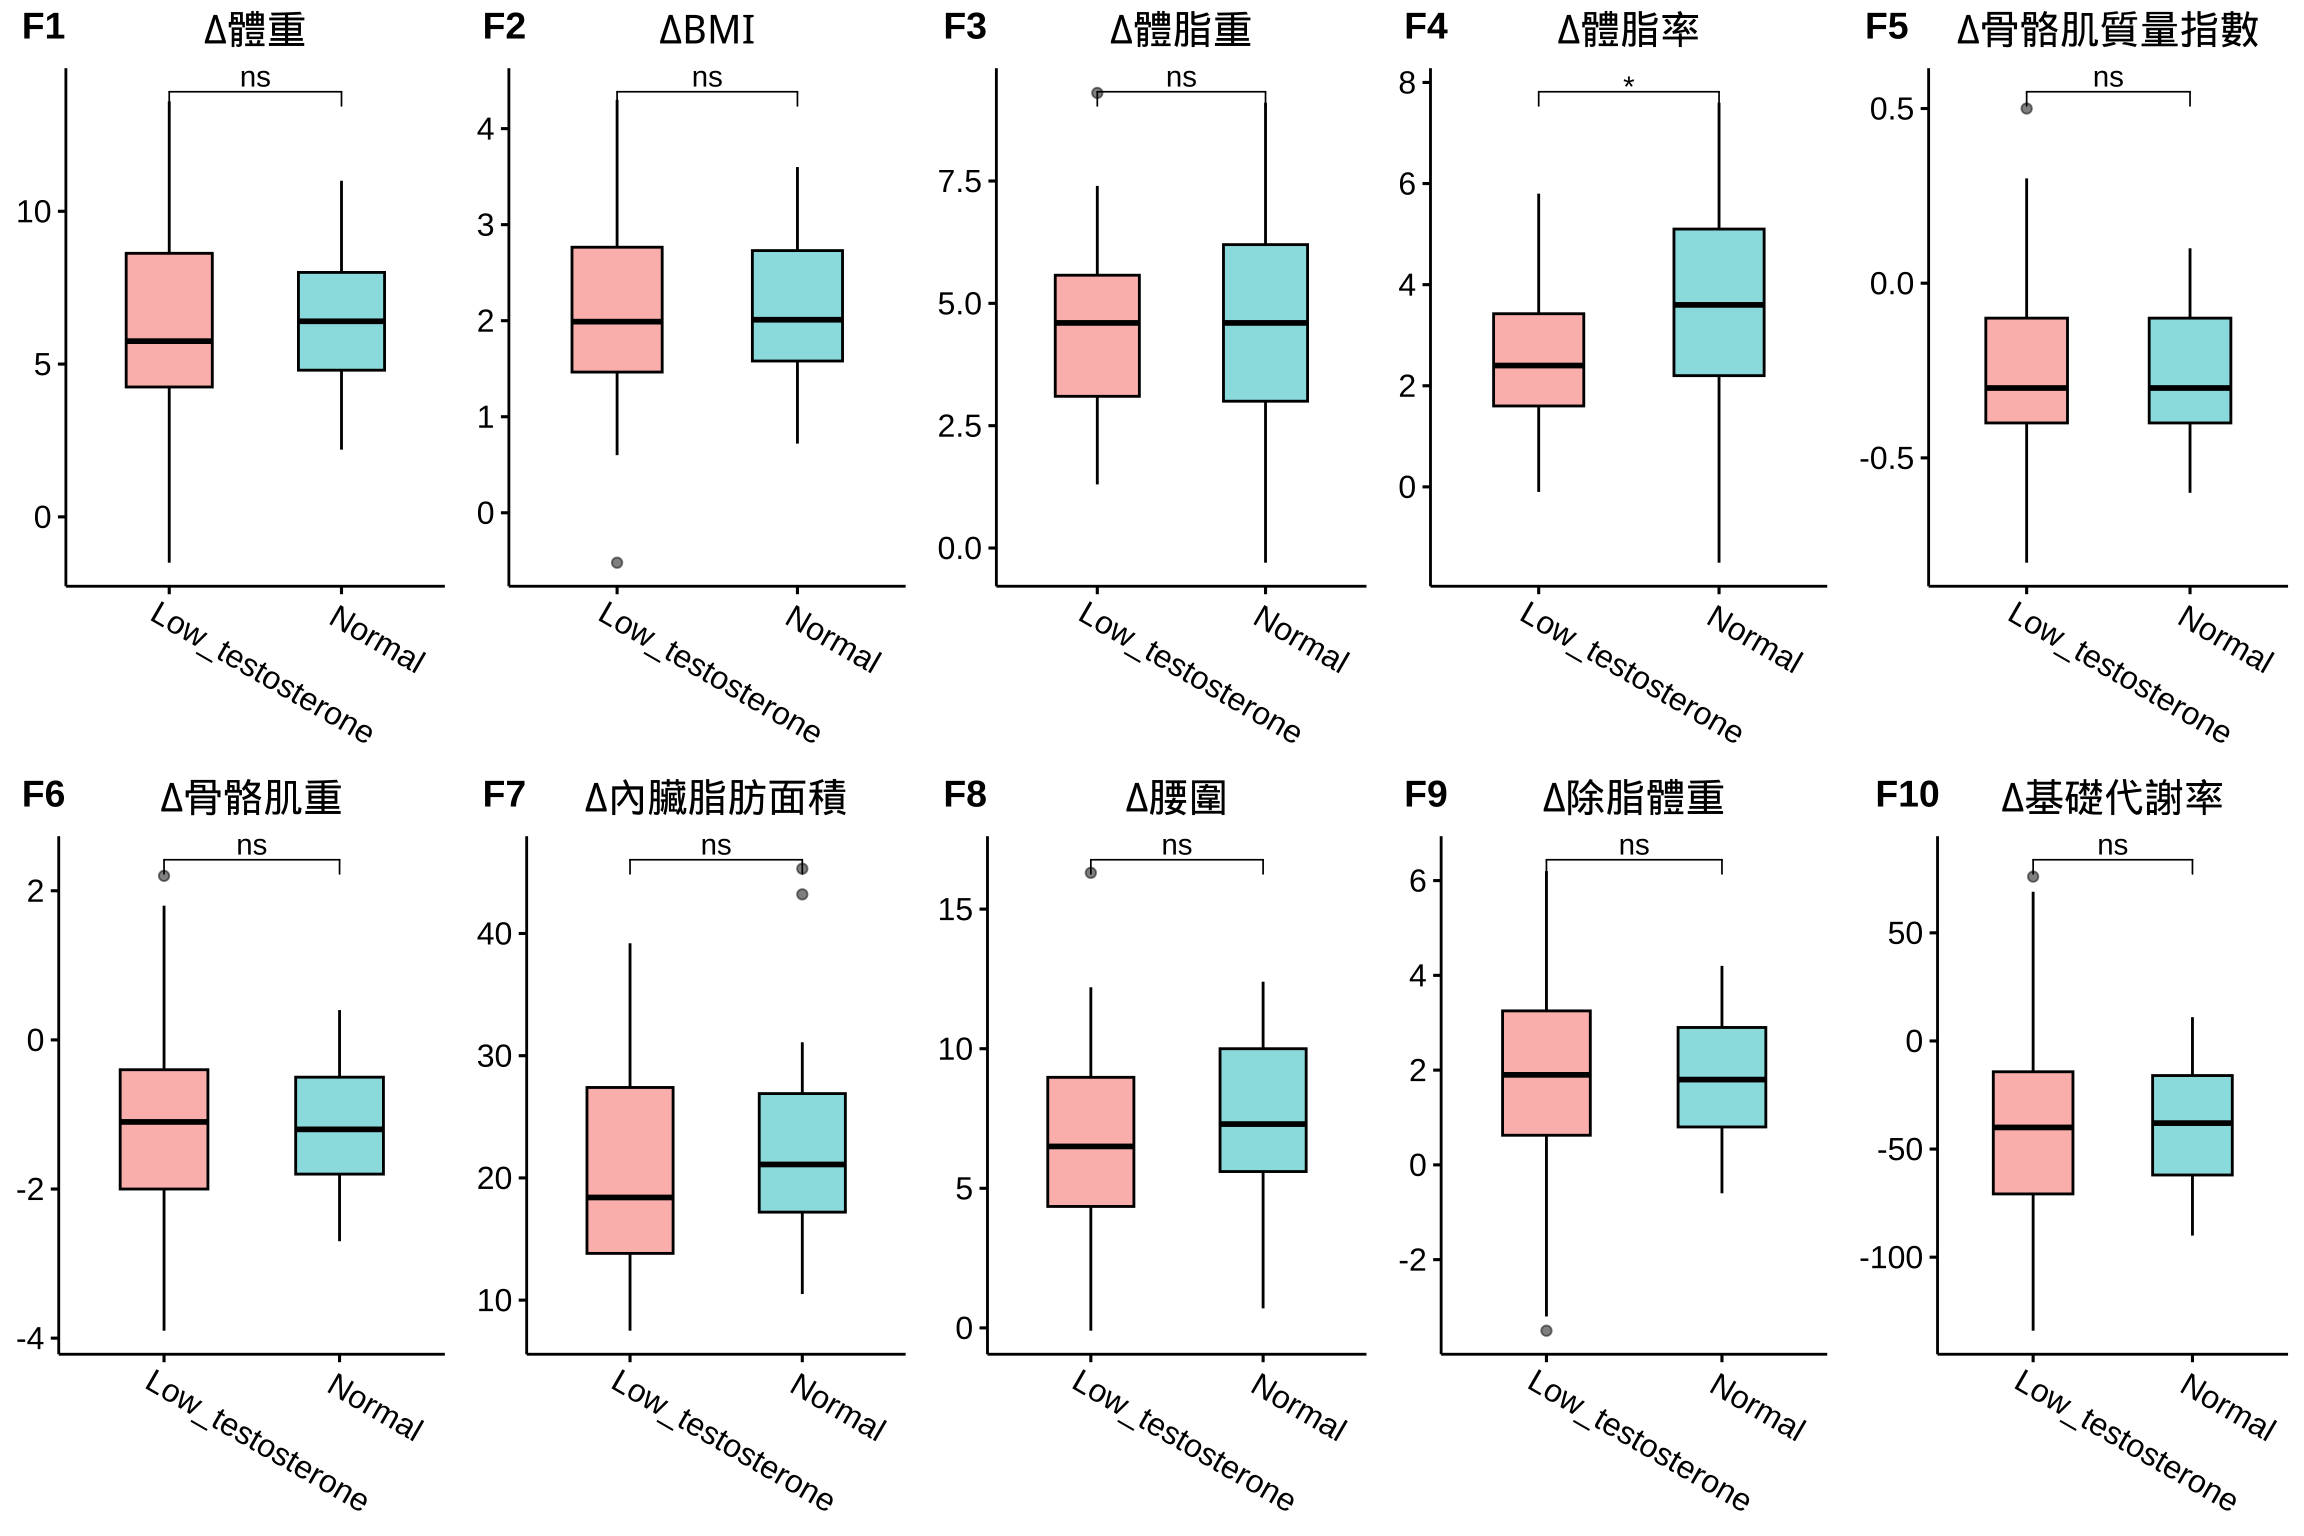 F1 Δ體重
ns
10
5
0
Low_testosterone
Normal
F2 ΔBMI
ns
4
3
2
1
0
Low_testosterone
Normal
F3 Δ體脂重
ns
7.5
5.0
2.5
0.0
Low_testosterone
Normal
F4 Δ體脂率
*
8
6
4
2
0
Low_testosterone
Normal
F5 Δ骨骼肌質量指數
ns
0.5
0.0
-0.5
Low_testosterone
Normal
F6 Δ骨骼肌重
ns
2
0
-2
-4
Low_testosterone
Normal
F7 Δ內臟脂肪面積
ns
40
30
20
10
Low_testosterone
Normal
F8 Δ腰圍
ns
15
10
5
0
Low_testosterone
Normal
F9 Δ除脂體重
ns
6
4
2
0
-2
Low_testosterone
Normal
F10 Δ基礎代謝率
ns
50
0
-50
-100
Low_testosterone
Normal